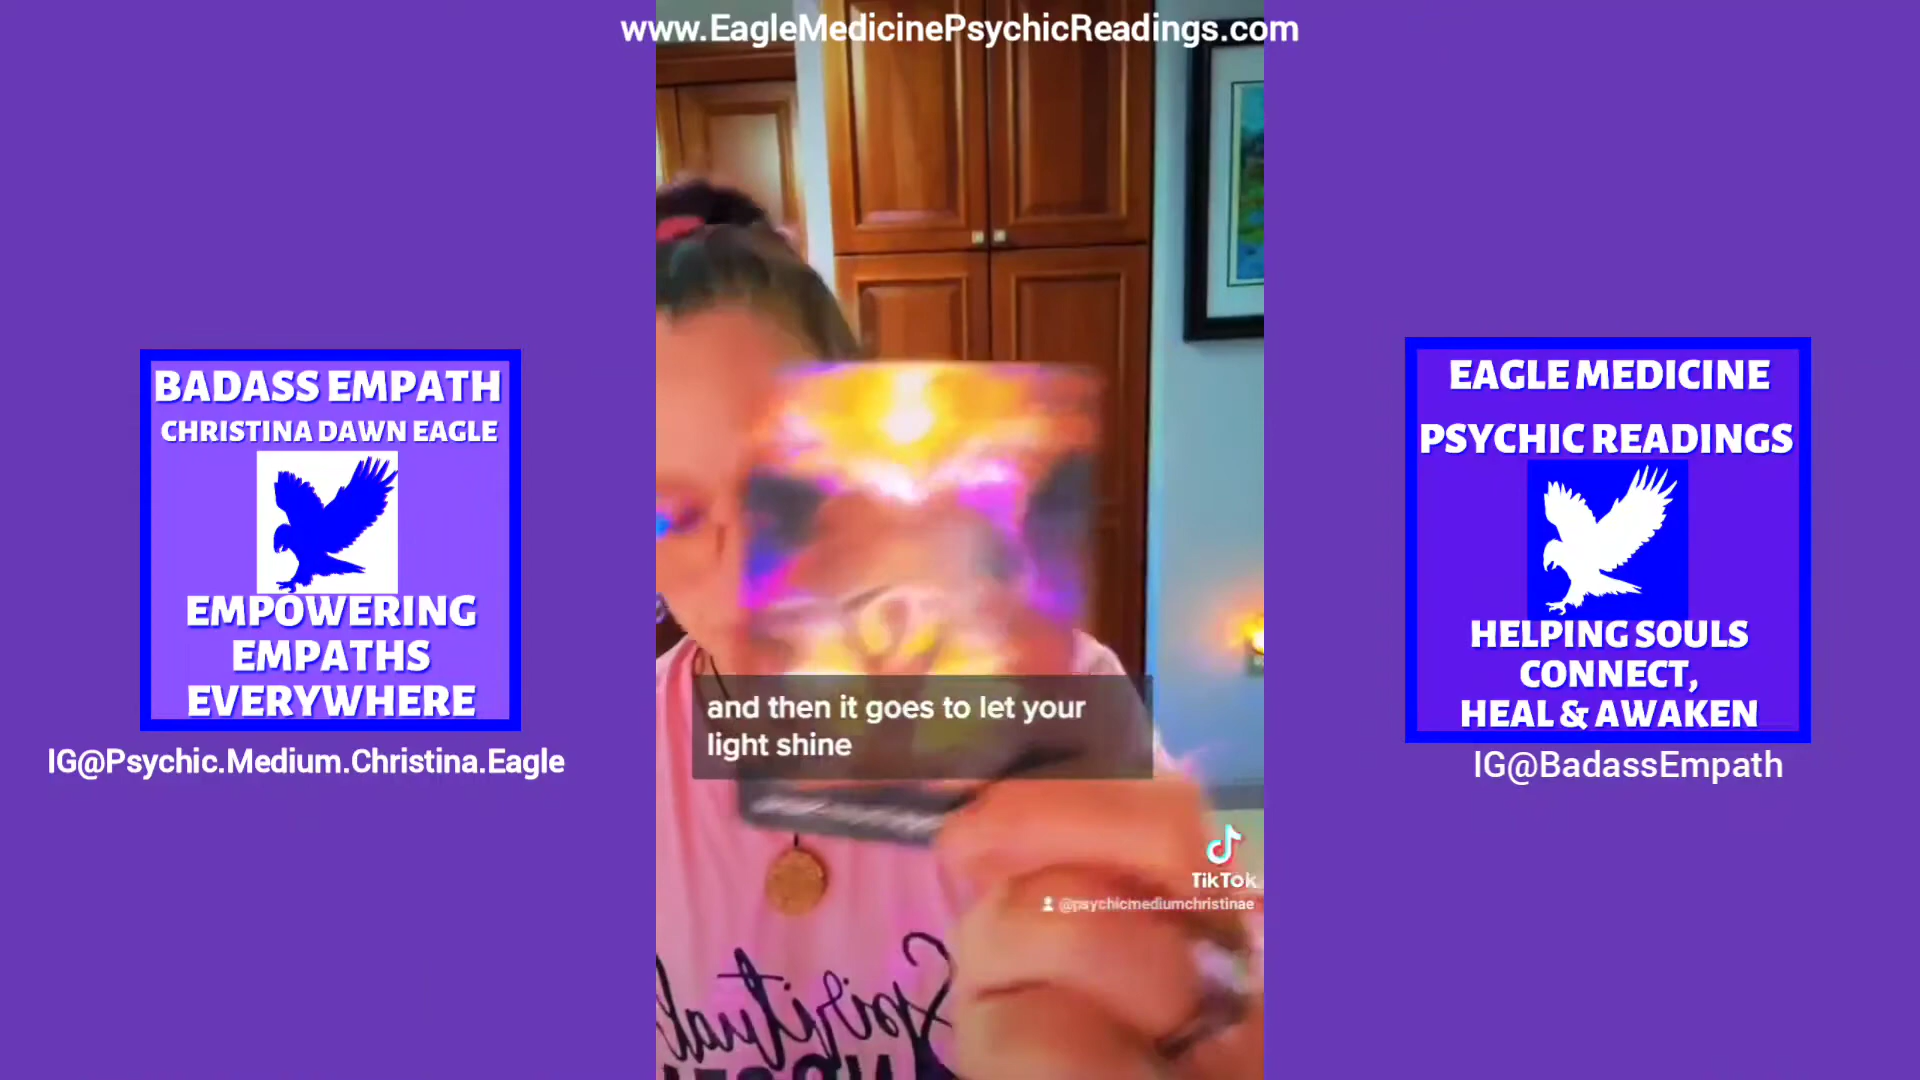 www.EagleMedicinePsychicReadings.com
BADASS EMPATH
CHRISTINA DAWN EAGLE
EMPOWERING
EMPATHS
EVERYWHERE
IG@Psychic.Medium.Christina.Eagle
and then it goes to let your
light shine
TikTok
@psychicmediumchristinae
Spiritual
EAGLE MEDICINE
PSYCHIC READINGS
HELPING SOULS
CONNECT,
HEAL & AWAKEN
IG@BadassEmpath